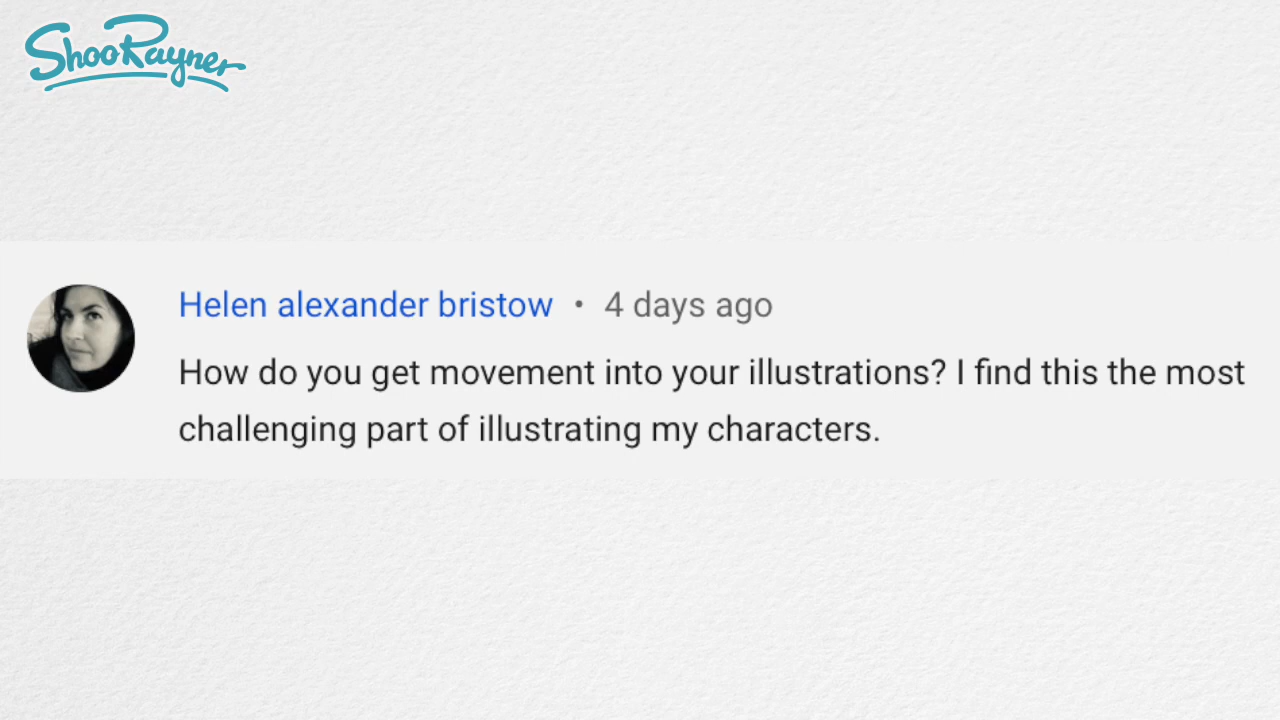 ShooRayner
Helen alexander bristow • 4 days ago
How do you get movement into your illustrations? I find this the most
challenging part of illustrating my characters.